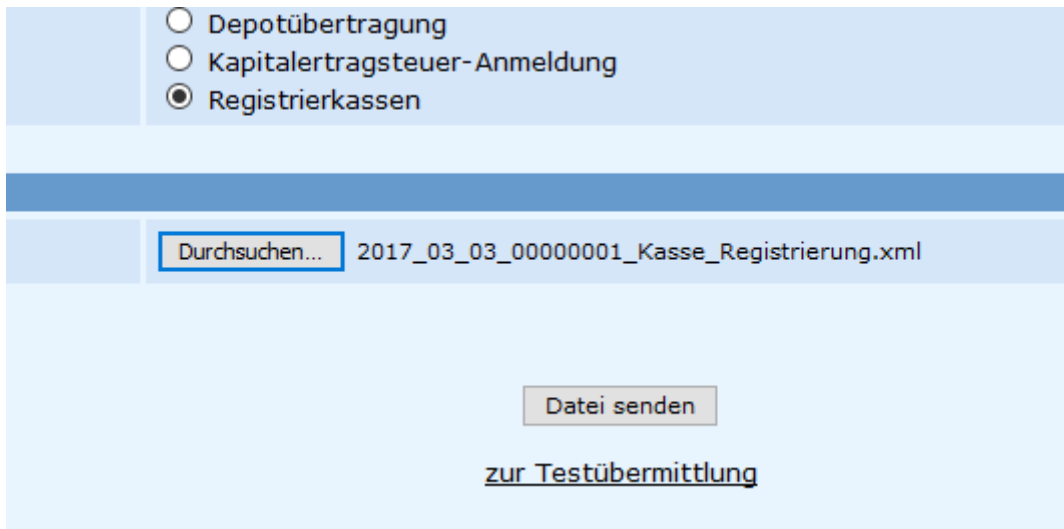 Depotübertragung
Kapitalertragsteuer-Anmeldung
Registrierkassen
Durchsuchen... 2017_03_03_00000001_Kasse_Registrierung.xml
Datei senden
zur Testübermittlung